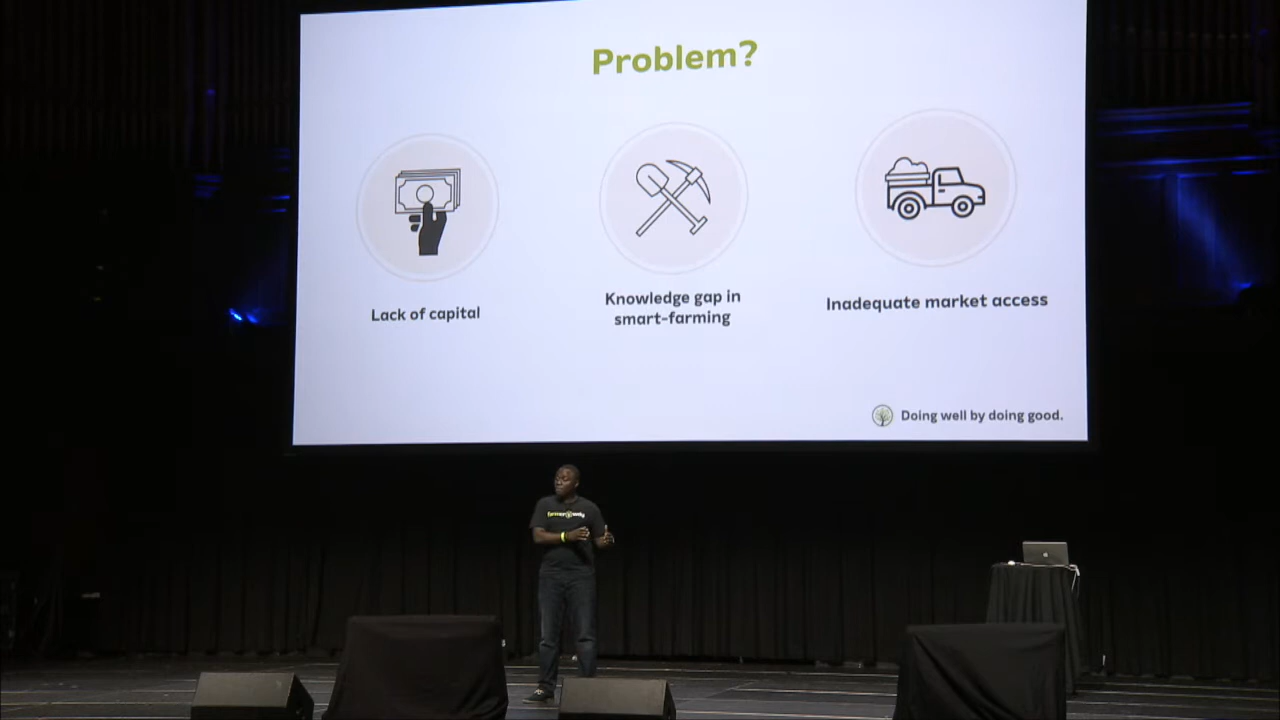 Problem?
Lack of capital
Knowledge gap in
smart-farming
Inadequate market access
Doing well by doing good.